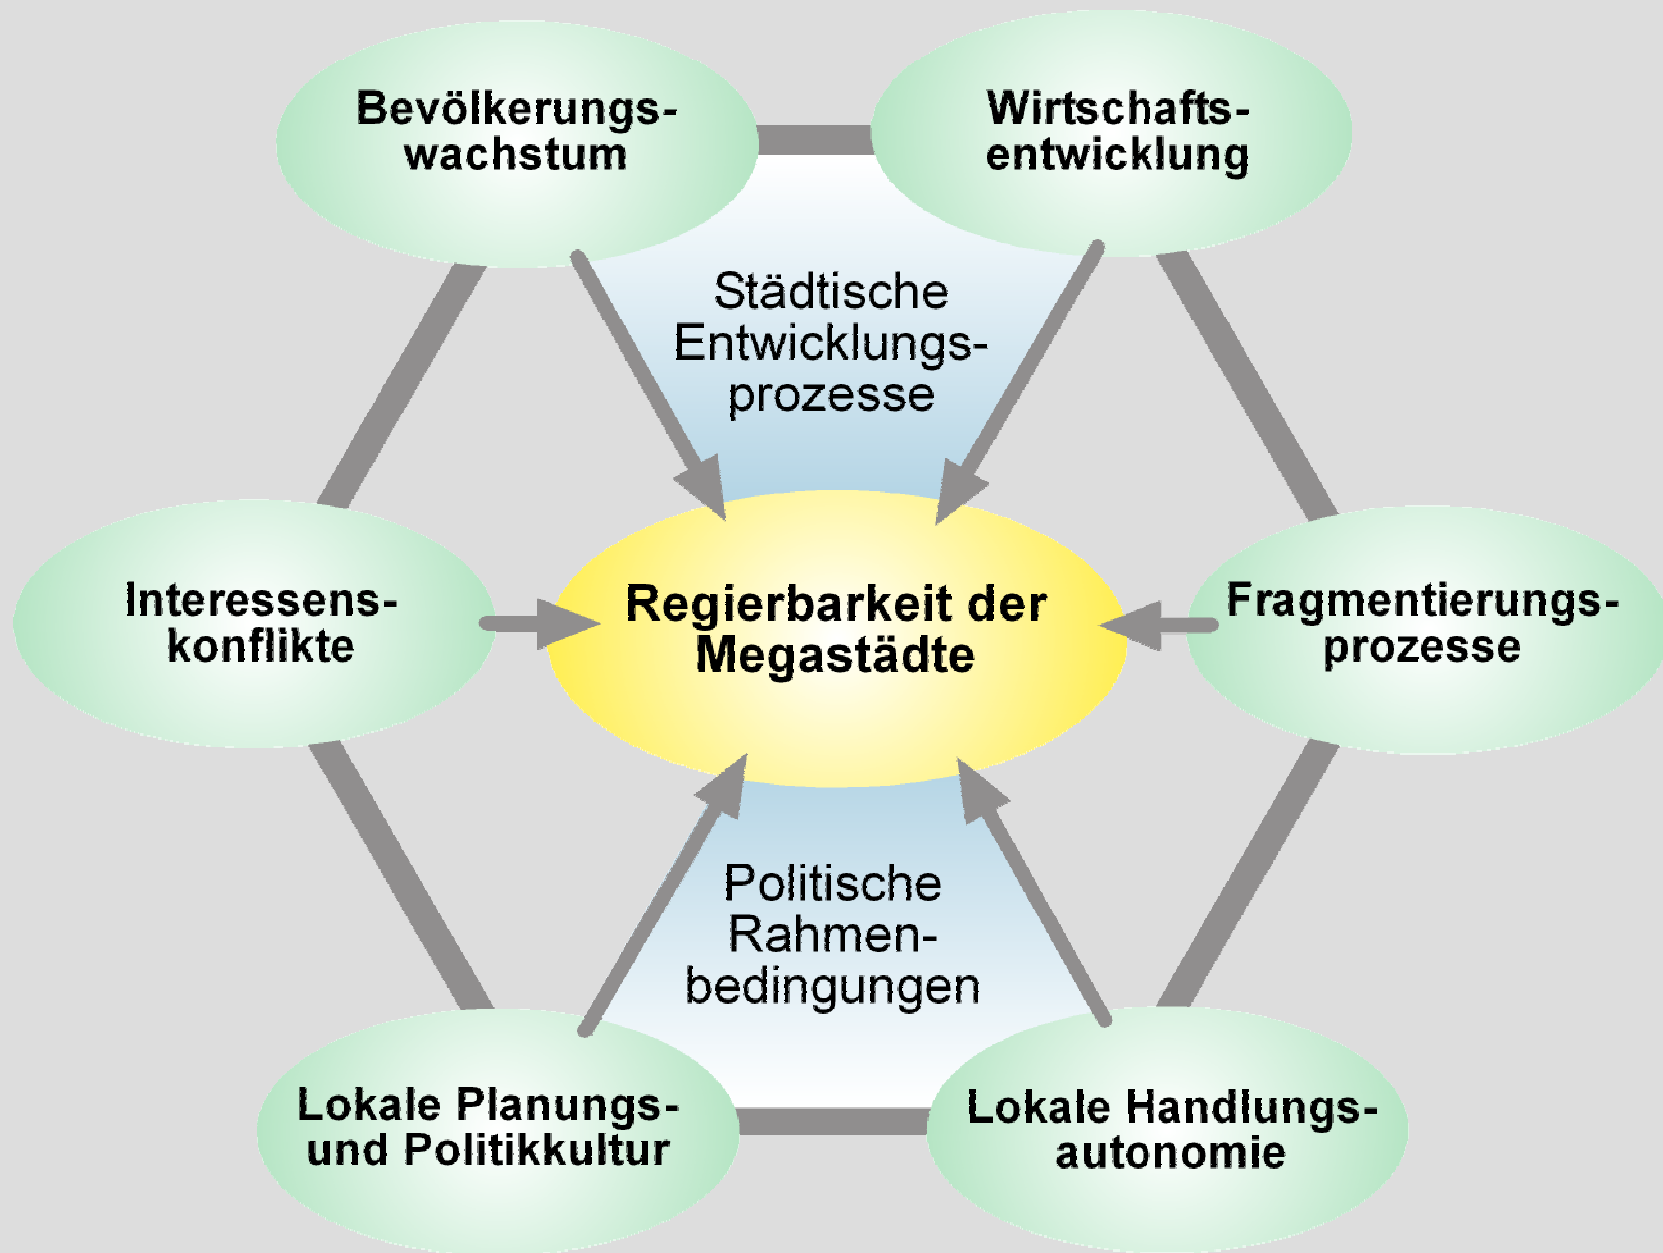 Bevölkerungs-
wachstum
Wirtschafts-
entwicklung
Städtische
Entwicklungs-
prozesse
Interessens-
konflikte
Regierbarkeit der
Megastädte
Fragmentierungs-
prozesse
Politische
Rahmen-
bedingungen
Lokale Planungs-
und Politikkultur
Lokale Handlungs-
autonomie